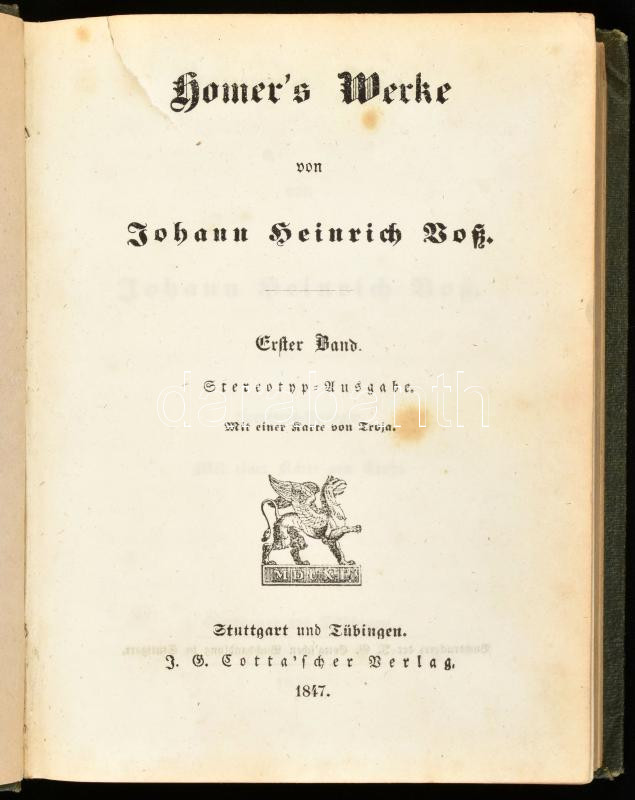 Homer's Werke
von
Johann Heinrich Voß.
Erster Band.
Stereotyp-Ausgabe.
Mit einer Karte von Troja.
darabanth
Stuttgart und Tübingen.
J. G. Cotta'scher Verlag.
1847.